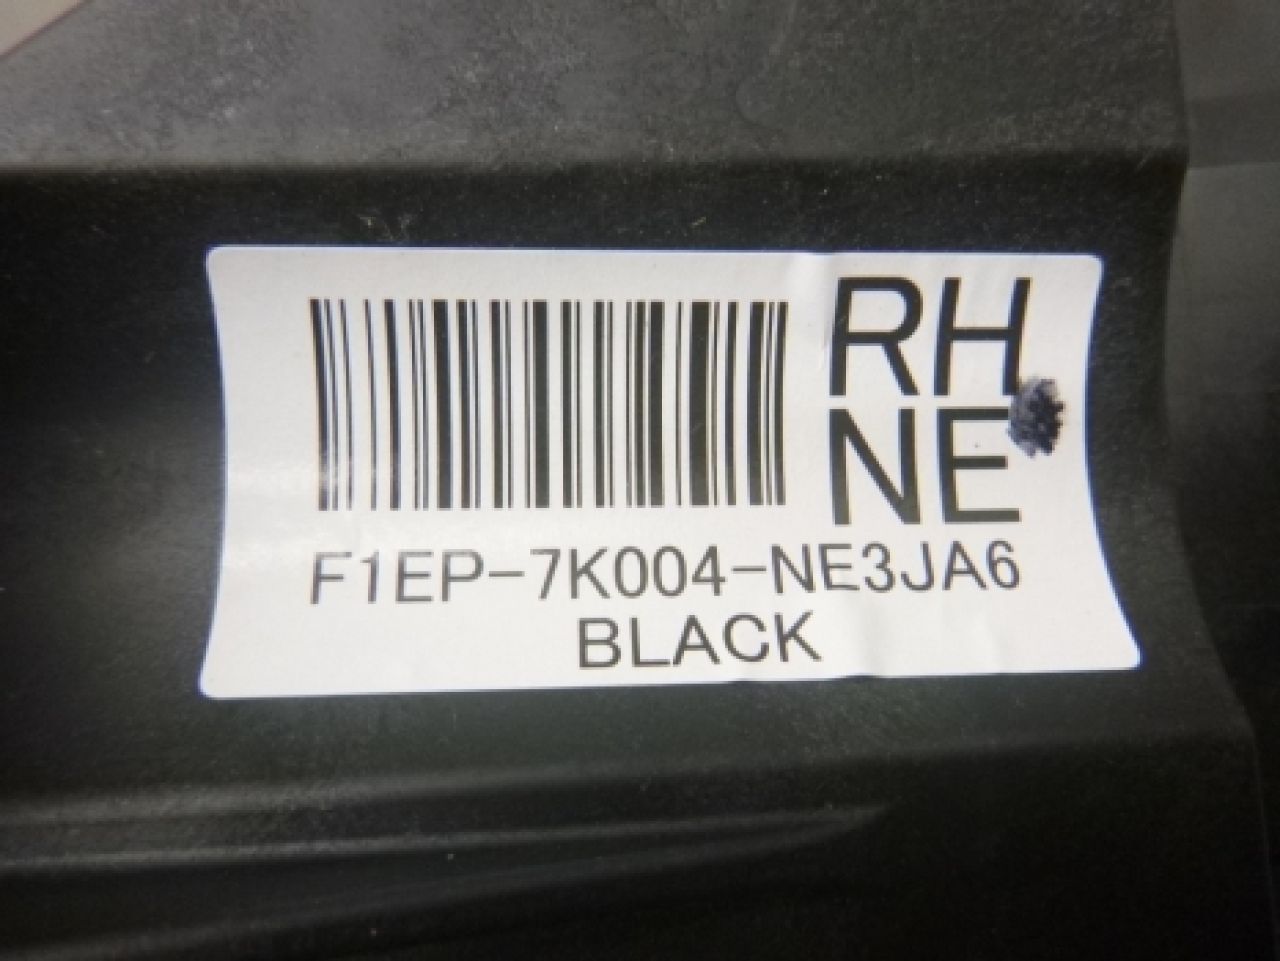 RH
NE
F1EP-7K004-NE3JA6
BLACK